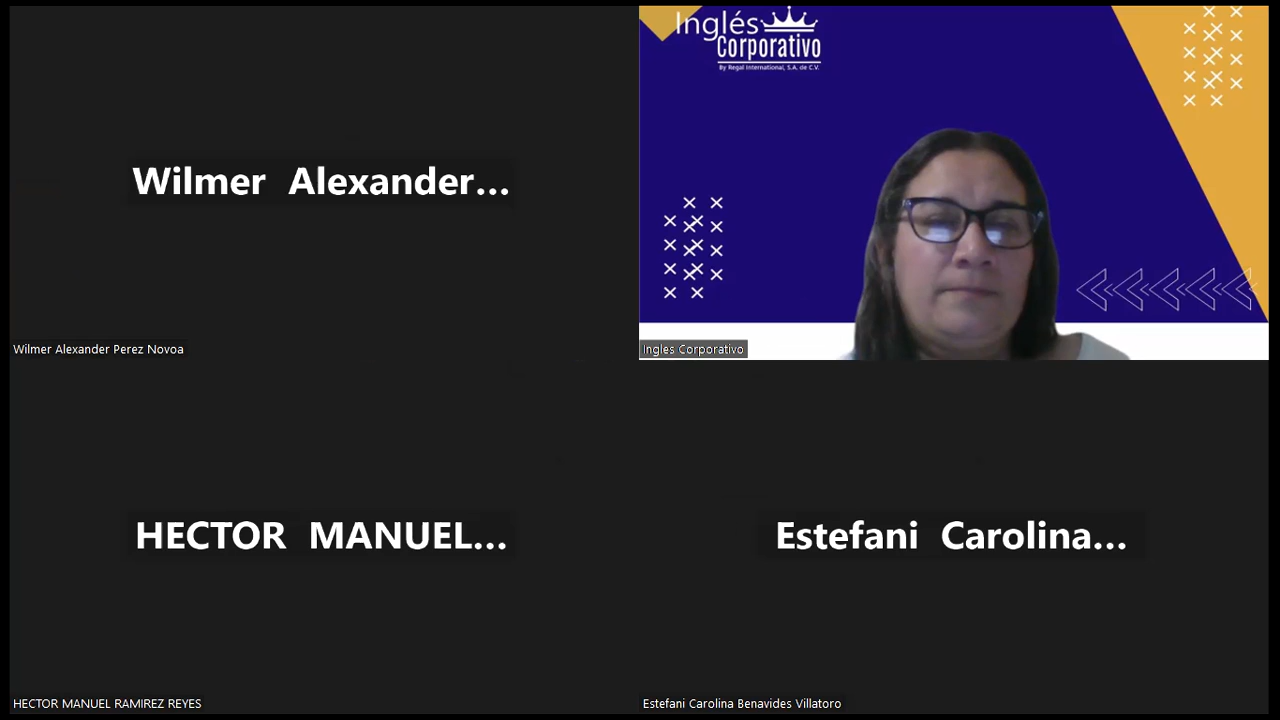 Wilmer Alexander...
Wilmer Alexander Perez Novoa
Inglés
Corporativo
By Regal International, S.A. de C.V.
Ingles Corporativo
HECTOR MANUEL...
HECTOR MANUEL RAMIREZ REYES
Estefani Carolina...
Estefani Carolina Benavides Villatoro